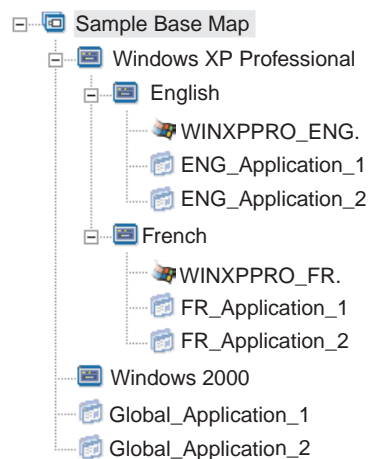 Sample Base Map
Windows XP Professional
English
WINXPPRO_ENG.
ENG_Application_1
ENG_Application_2
French
WINXPPRO_FR.
FR_Application_1
FR_Application_2
Windows 2000
Global_Application_1
Global_Application_2